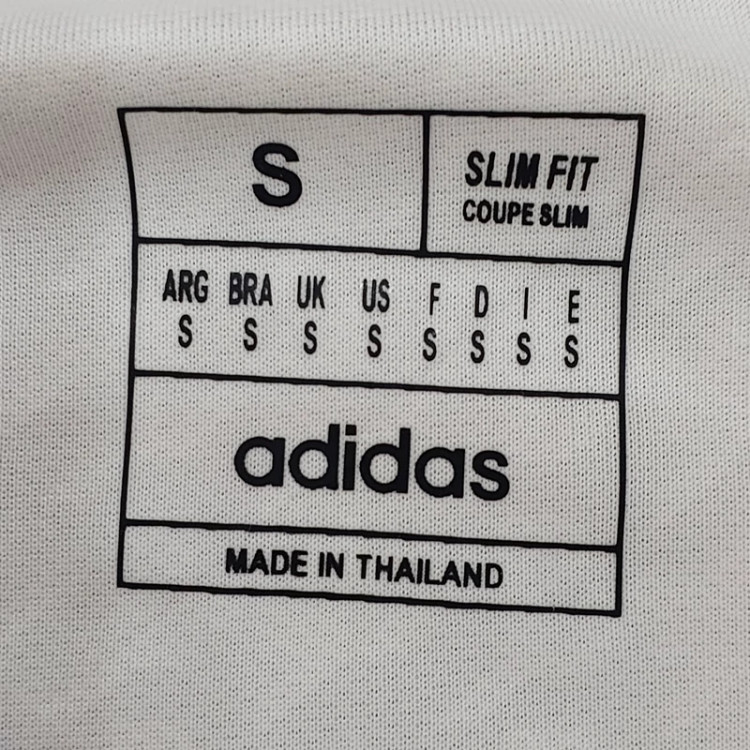 S
SLIM FIT
COUPE SLIM
ARG BRA UK US F D I E
S S S S S S S S
adidas
MADE IN THAILAND